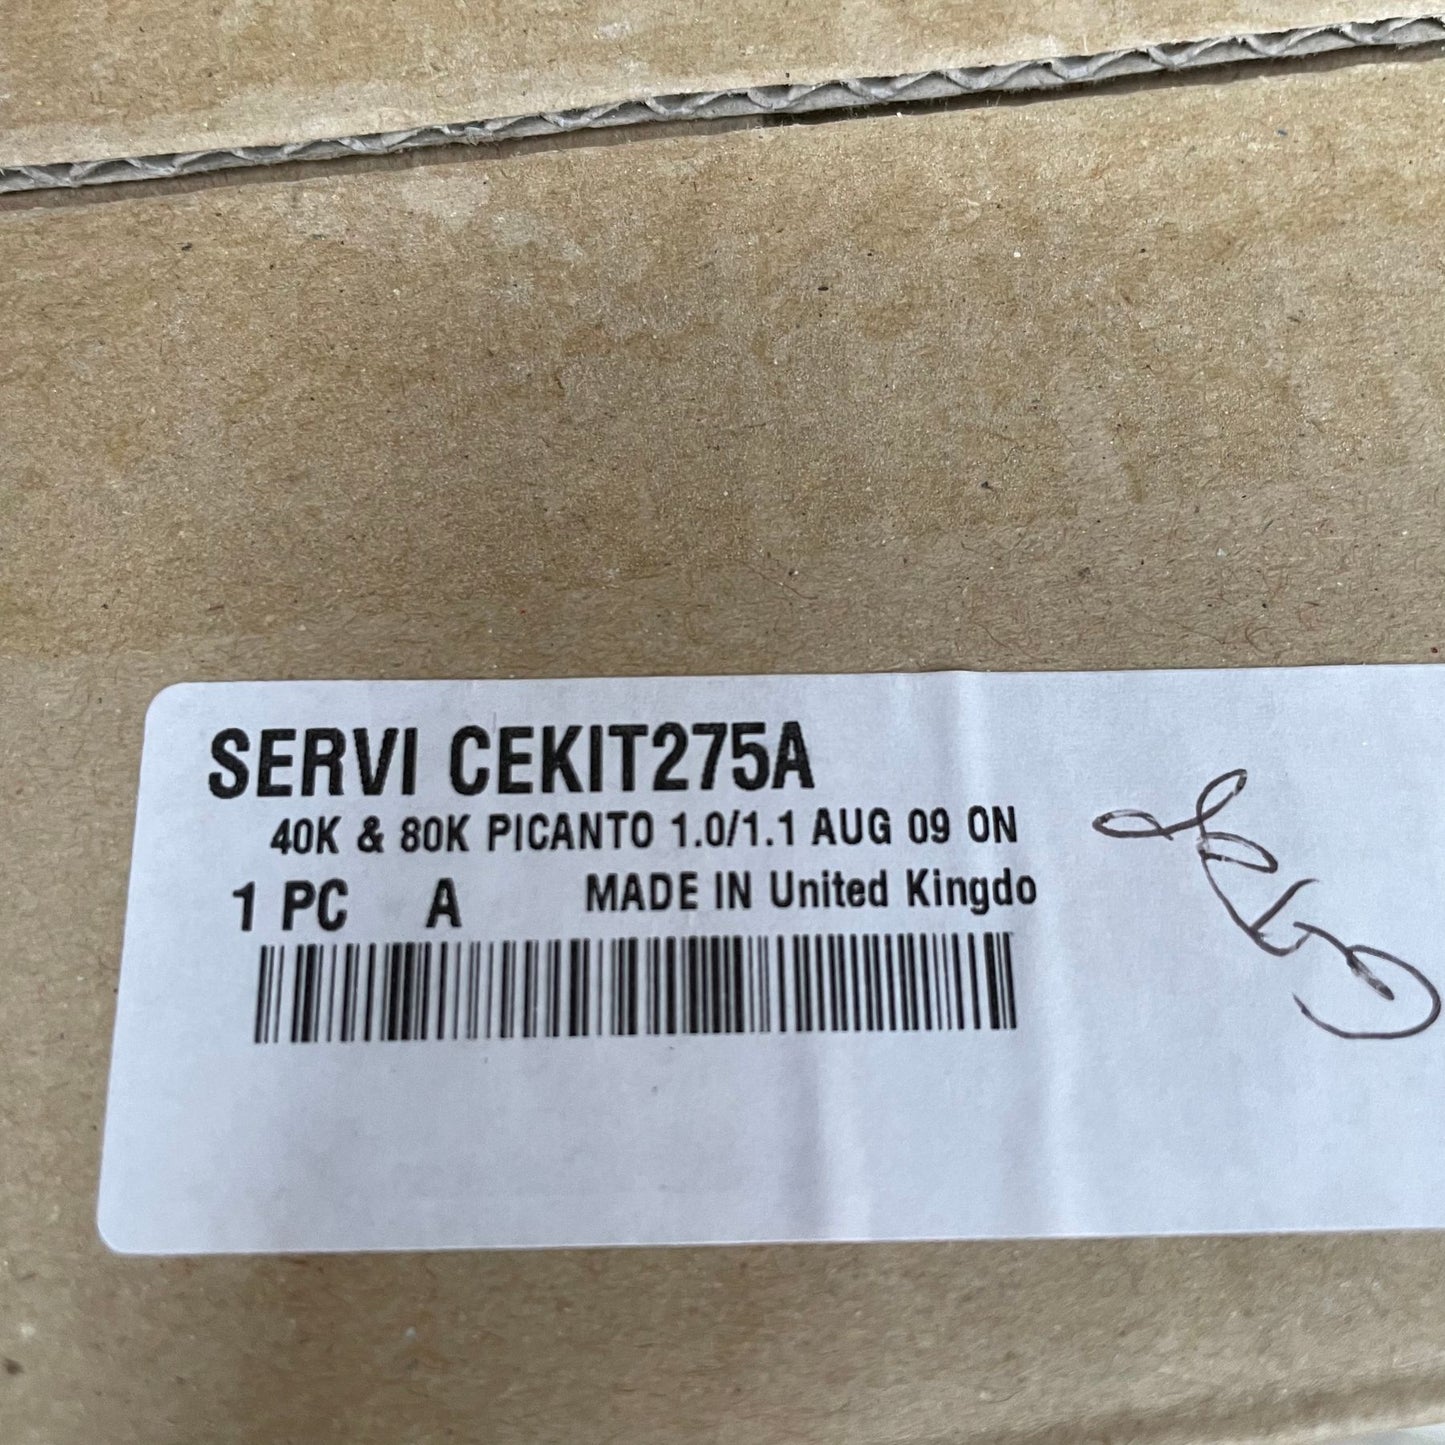 SERVI CEKIT275A
40K & 80K PICANTO 1.0/1.1 AUG 09 ON
1 PC A MADE IN United Kingdo